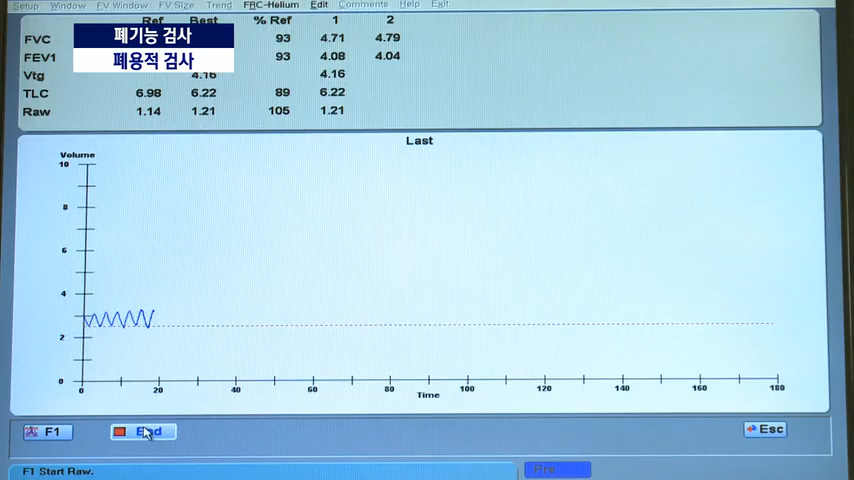 Setup Window FV Window FV Size Trend FRC-Helium Edit Comments Help Exit
Ref Best % Ref 1 2
폐기능 검사
폐용적 검사
FVC 93 4.71 4.79
FEV1 93 4.08 4.04
Vtg 4.16 4.16
TLC 6.98 6.22 89 6.22
Raw 1.14 1.21 105 1.21
Last
Volume
10
8
6
4
2
0
0 20 40 60 80 100 120 140 160 180
Time
F1 End Esc
F1 Start Raw. Pre